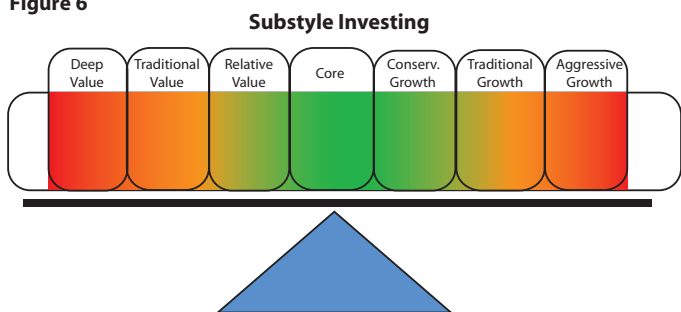 Figure 6
Substyle Investing
Deep
Value
Traditional
Value
Relative
Value
Core
Conserv.
Growth
Traditional
Growth
Aggressive
Growth